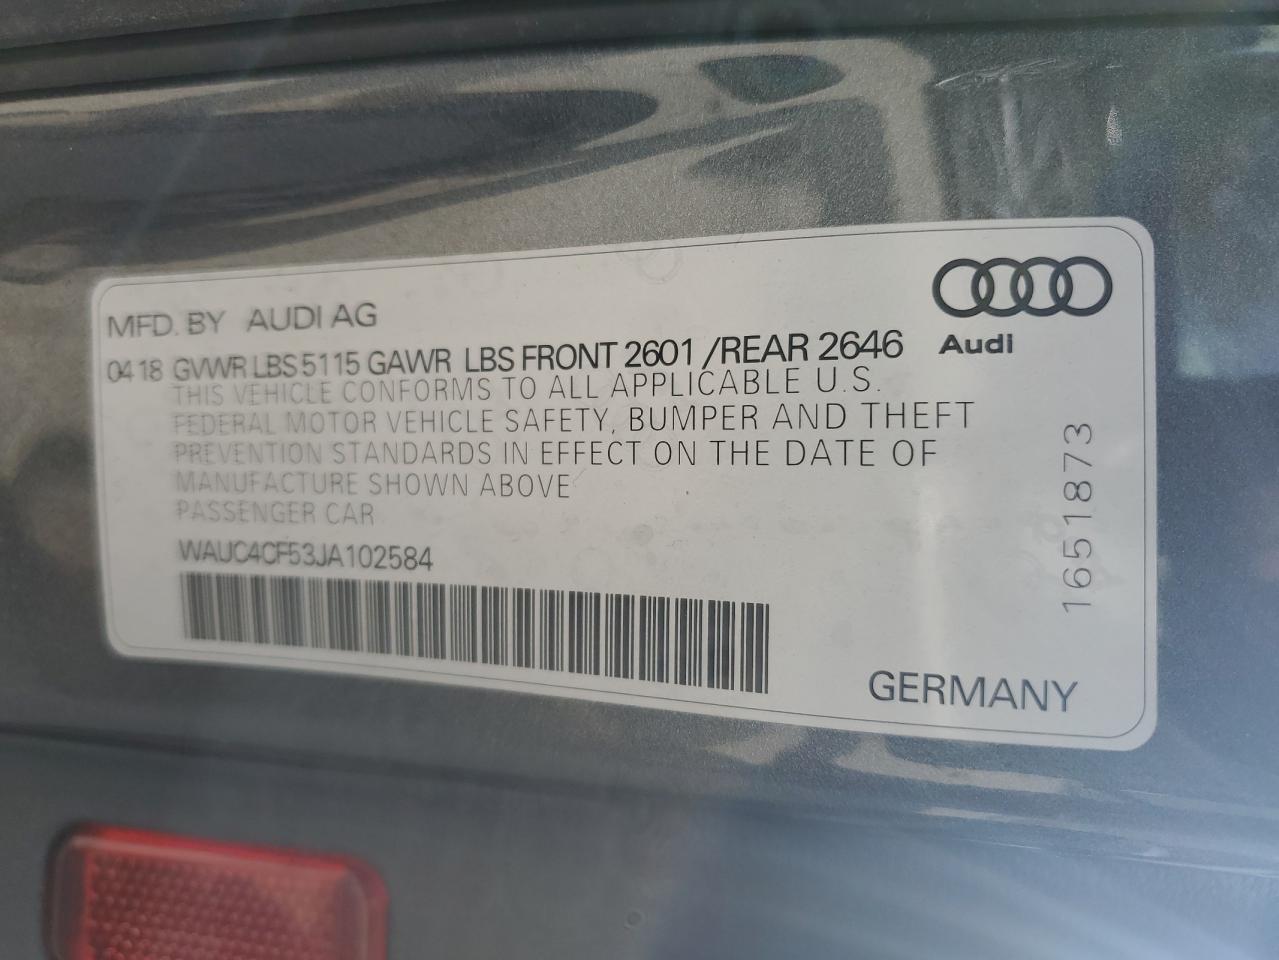 MFD. BY AUDI AG
04 18 GVWR LBS 5115 GAWR LBS FRONT 2601 /REAR 2646
THIS VEHICLE CONFORMS TO ALL APPLICABLE U.S.
FEDERAL MOTOR VEHICLE SAFETY, BUMPER AND THEFT
PREVENTION STANDARDS IN EFFECT ON THE DATE OF
MANUFACTURE SHOWN ABOVE
PASSENGER CAR
WAUC4CF53JA102584
Audi
1651873
GERMANY